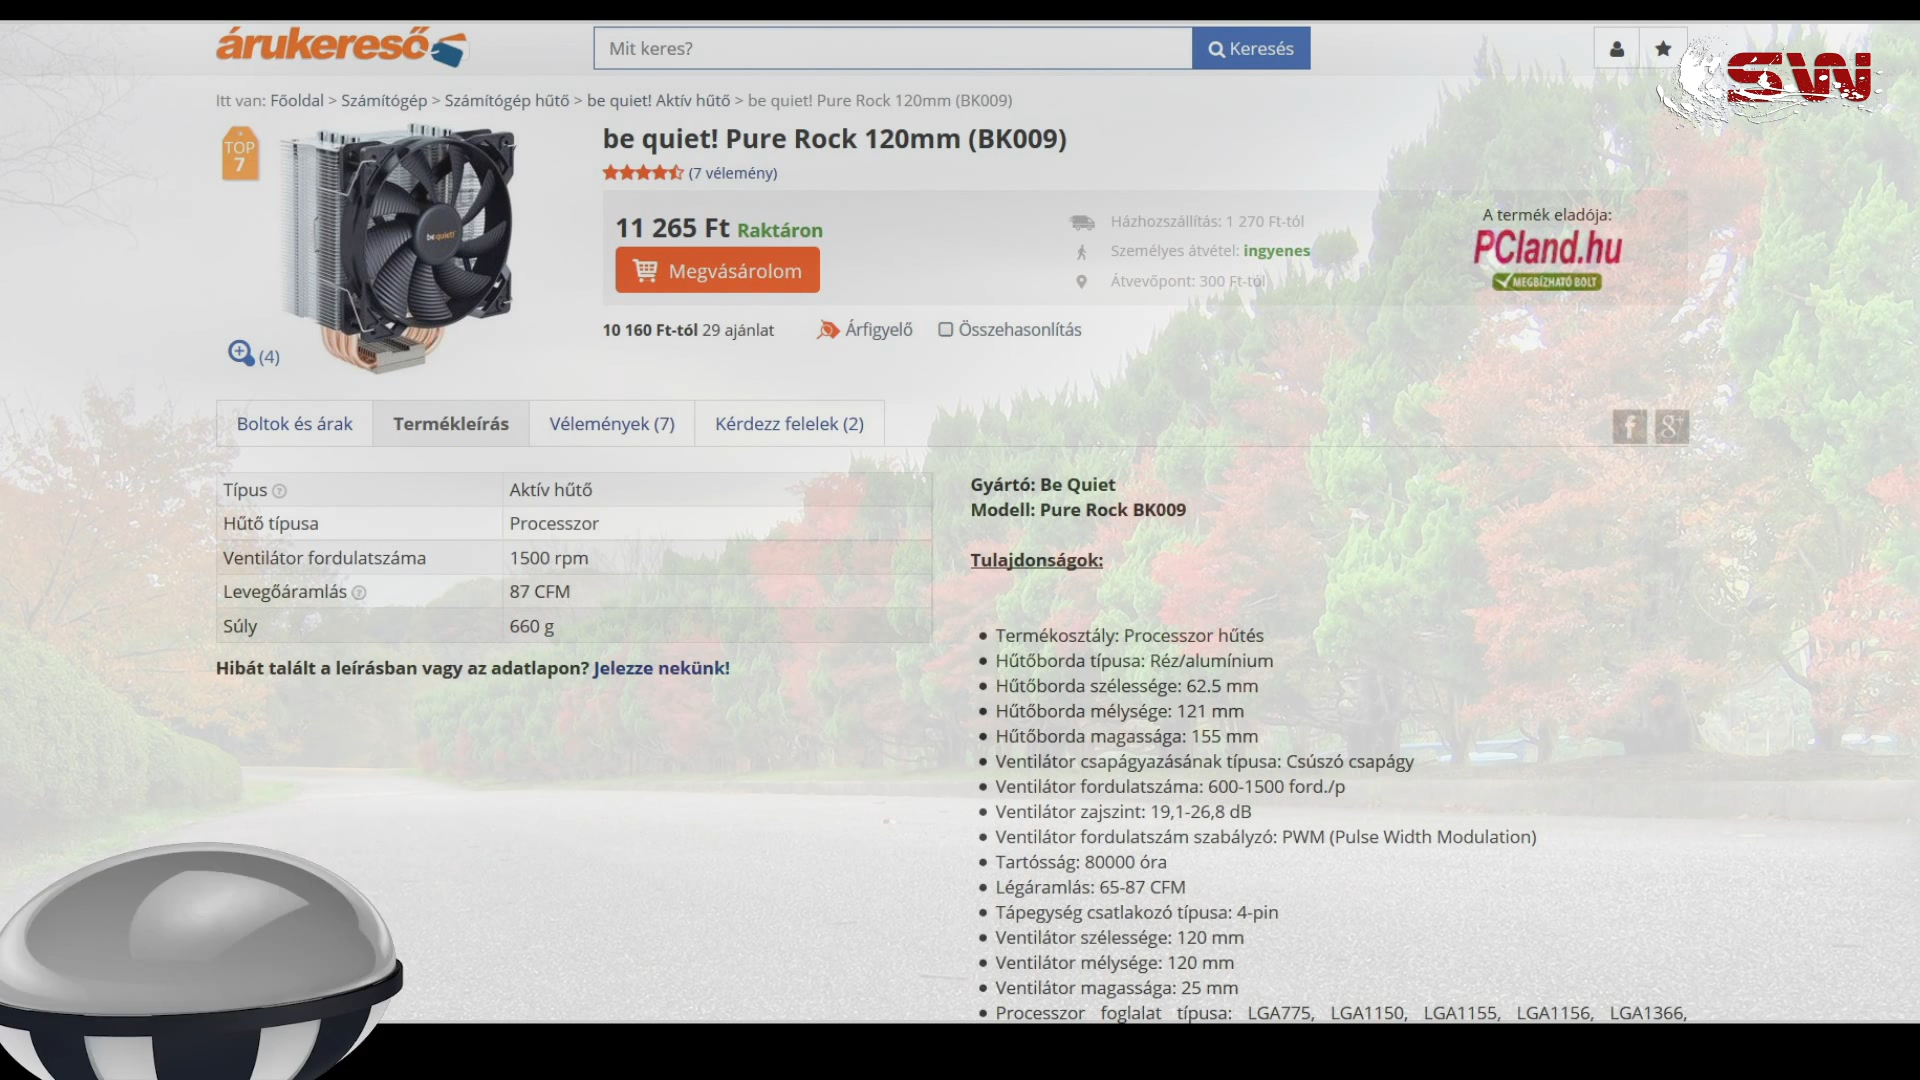 árukereső
Mit keres?
Keresés
SW
Itt van: Főoldal > Számítógép > Számítógép hűtő > be quiet! Aktív hűtő > be quiet! Pure Rock 120mm (BK009)
TOP
7
be quiet!
(4)
be quiet! Pure Rock 120mm (BK009)
(7 vélemény)
11 265 Ft Raktáron
Megvásárolom
Házhozszállítás: 1 270 Ft-tól
Személyes átvétel: ingyenes
Átvevőpont: 300 Ft-tól
A termék eladója:
PCland.hu
MEGBÍZHATÓ BOLT
10 160 Ft-tól 29 ajánlat
Árfigyelő
Összehasonlítás
Boltok és árak
Termékleírás
Vélemények (7)
Kérdezz felelek (2)
f
g+
Típus ?
Aktív hűtő
Hűtő típusa
Processzor
Ventilátor fordulatszáma
1500 rpm
Levegőáramlás ?
87 CFM
Súly
660 g
Hibát talált a leírásban vagy az adatlapon? Jelezze nekünk!
Gyártó: Be Quiet
Modell: Pure Rock BK009
Tulajdonságok:
• Termékosztály: Processzor hűtés
• Hűtőborda típusa: Réz/alumínium
• Hűtőborda szélessége: 62.5 mm
• Hűtőborda mélysége: 121 mm
• Hűtőborda magassága: 155 mm
• Ventilátor csapágyazásának típusa: Csúszó csapágy
• Ventilátor fordulatszáma: 600-1500 ford./p
• Ventilátor zajszint: 19,1-26,8 dB
• Ventilátor fordulatszám szabályzó: PWM (Pulse Width Modulation)
• Tartósság: 80000 óra
• Légáramlás: 65-87 CFM
• Tápegység csatlakozó típusa: 4-pin
• Ventilátor szélessége: 120 mm
• Ventilátor mélysége: 120 mm
• Ventilátor magassága: 25 mm
• Processzor foglalat típusa: LGA775, LGA1150, LGA1155, LGA1156, LGA1366,